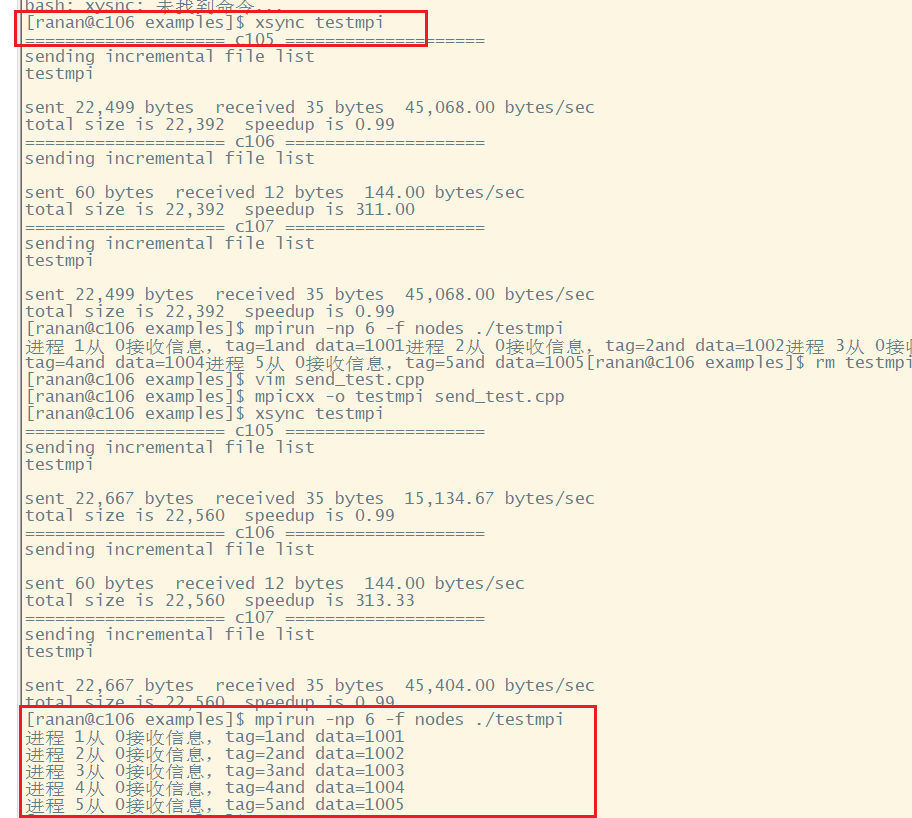 bash: xysnc: 未找到命令...
[ranan@c106 examples]$ xsync testmpi
==================== c105 ====================
sending incremental file list
testmpi
sent 22,499 bytes  received 35 bytes  45,068.00 bytes/sec
total size is 22,392  speedup is 0.99
==================== c106 ====================
sending incremental file list
sent 60 bytes  received 12 bytes  144.00 bytes/sec
total size is 22,392  speedup is 311.00
==================== c107 ====================
sending incremental file list
testmpi
sent 22,499 bytes  received 35 bytes  45,068.00 bytes/sec
total size is 22,392  speedup is 0.99
[ranan@c106 examples]$ mpirun -np 6 -f nodes ./testmpi
进程 1从 0接收信息, tag=1and data=1001进程 2从 0接收信息, tag=2and data=1002进程 3从 0接
tag=4and data=1004进程 5从 0接收信息, tag=5and data=1005[ranan@c106 examples]$ rm testmpi
[ranan@c106 examples]$ vim send_test.cpp
[ranan@c106 examples]$ mpicxx -o testmpi send_test.cpp
[ranan@c106 examples]$ xsync testmpi
==================== c105 ====================
sending incremental file list
testmpi
sent 22,667 bytes  received 35 bytes  15,134.67 bytes/sec
total size is 22,560  speedup is 0.99
==================== c106 ====================
sending incremental file list
sent 60 bytes  received 12 bytes  144.00 bytes/sec
total size is 22,560  speedup is 313.33
==================== c107 ====================
sending incremental file list
testmpi
sent 22,667 bytes  received 35 bytes  45,404.00 bytes/sec
total size is 22,560  speedup is 0.99
[ranan@c106 examples]$ mpirun -np 6 -f nodes ./testmpi
进程 1从 0接收信息, tag=1and data=1001
进程 2从 0接收信息, tag=2and data=1002
进程 3从 0接收信息, tag=3and data=1003
进程 4从 0接收信息, tag=4and data=1004
进程 5从 0接收信息, tag=5and data=1005